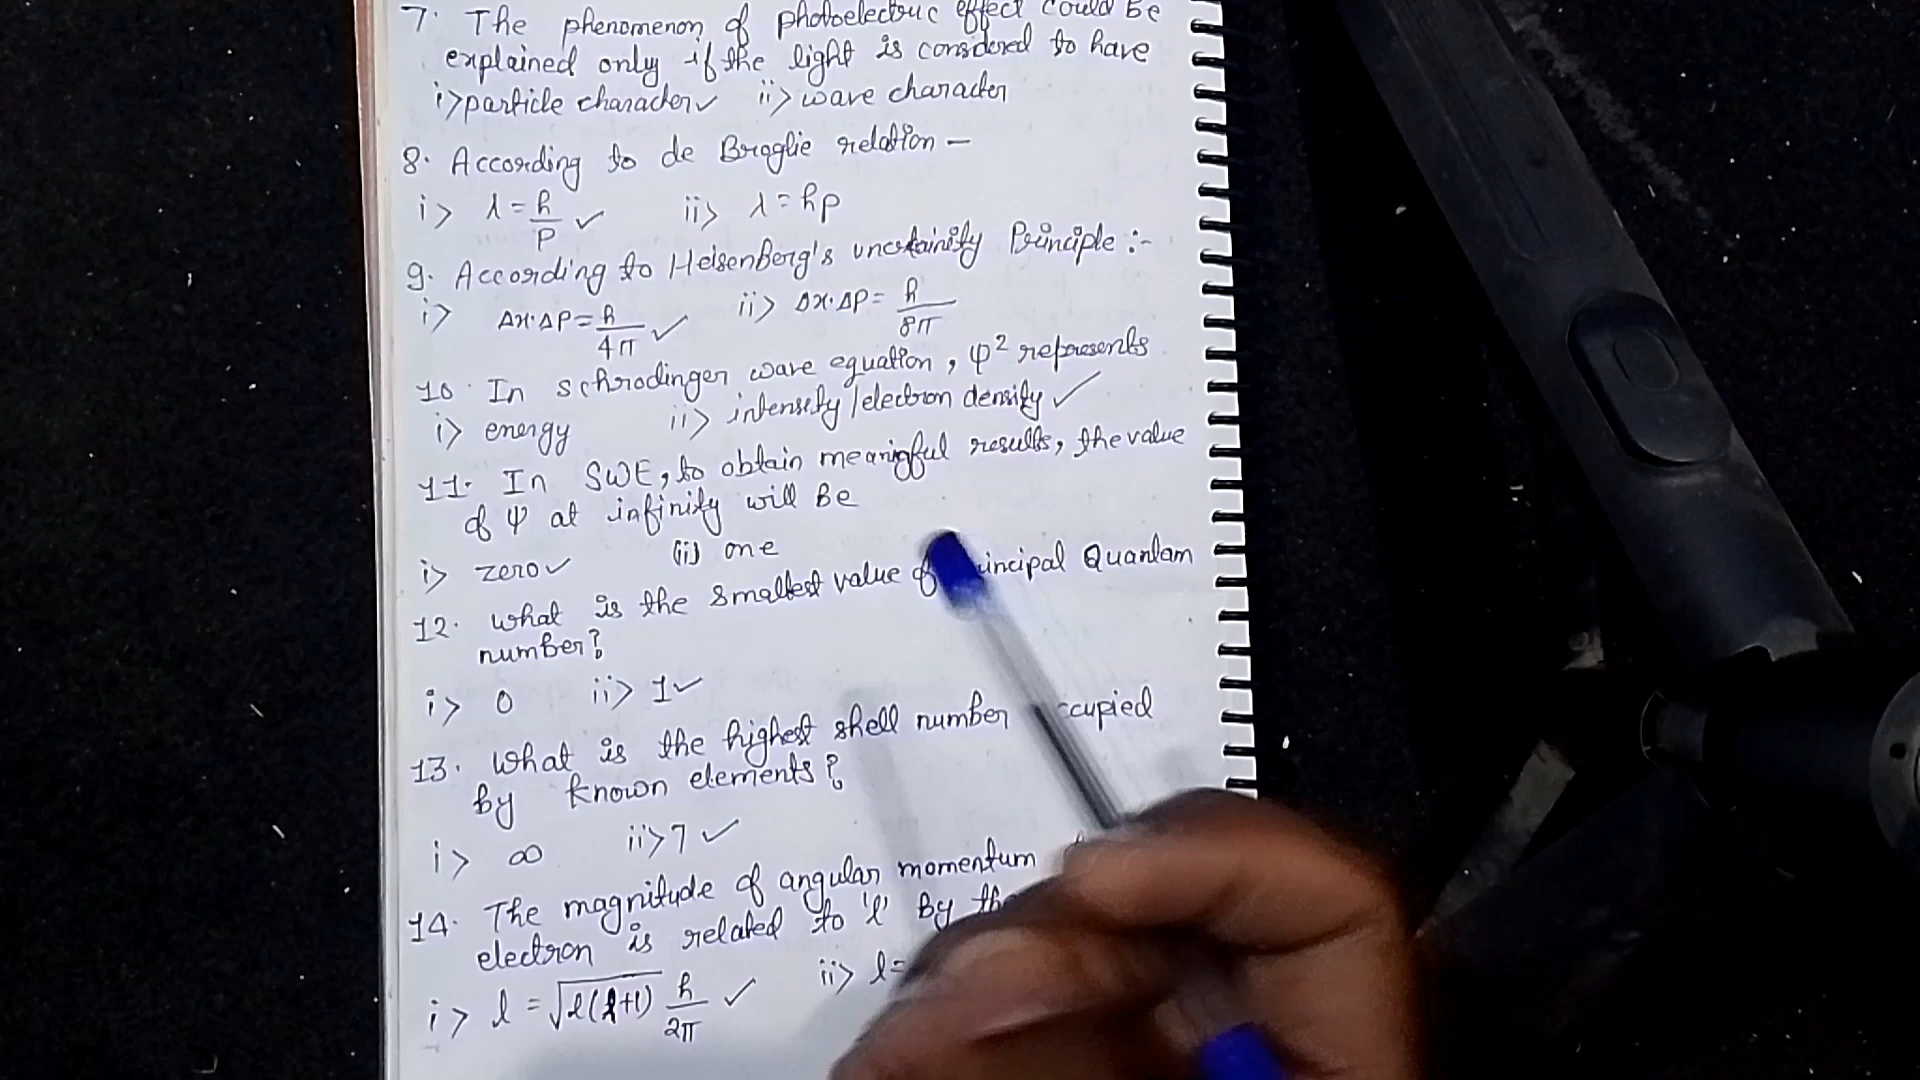 7. The phenomenon of photoelectric effect could be
explained only if the light is considered to have
i> particle character ✓ ii> wave character
8. According to de Broglie relation —
i> λ = h/P ✓ ii> λ = hp
9. According to Heisenberg's uncertainity Principle :-
i> Δx·ΔP = h/4π ✓ ii> Δx·ΔP = h/8π
10. In schrodinger wave equation, ψ² represents
i> energy ii> intensity/electron density ✓
11. In SWE, to obtain meanigful results, the value
of ψ at infinity will be
i> zero ✓ (ii) one
12. what is the smallest value of incipal Quantam
number?
i> 0 ii> 1 ✓
13. What is the highest shell number cupied
by known elements?
i> ∞ ii> 7 ✓
14. The magnitude of angular momentum
electron is related to 'l' by
i> l = √l(l+1) h/2π ✓ ii> l =